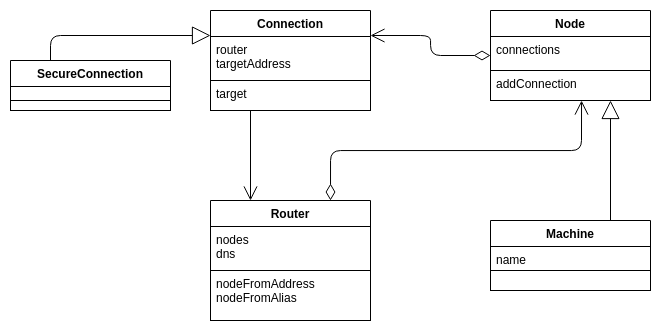 Connection
router
targetAddress
target
Node
connections
addConnection
SecureConnection
Router
nodes
dns
nodeFromAddress
nodeFromAlias
Machine
name